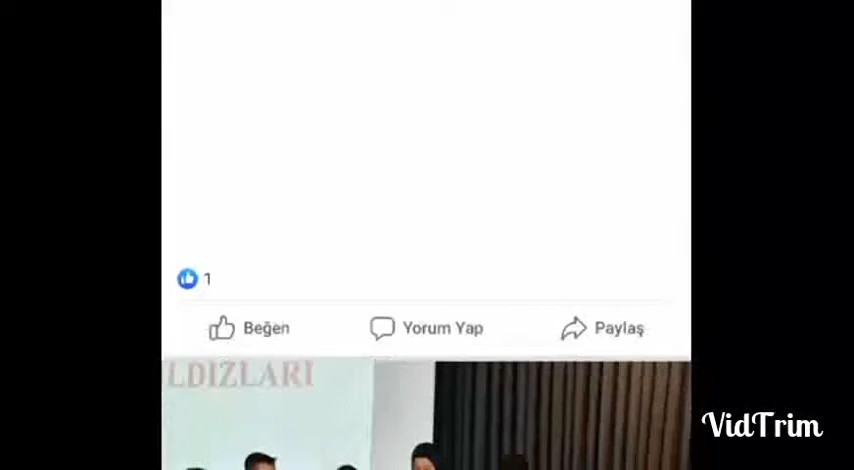 1
Beğen
Yorum Yap
Paylaş
LDIZLARI
VidTrim